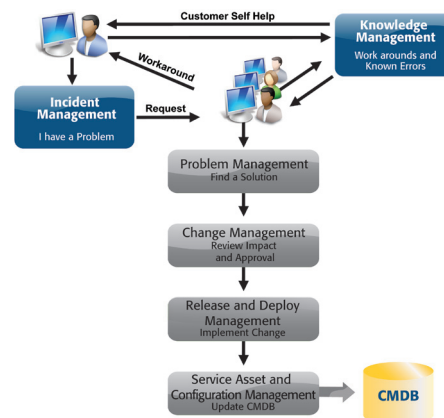 Customer Self Help
Knowledge
Management
Work arounds and
Known Errors
Workaround
Incident
Management
I have a Problem
Request
Problem Management
Find a Solution
Change Management
Review Impact
and Approval
Release and Deploy
Management
Implement Change
Service Asset and
Configuration Management
Update CMDB
CMDB